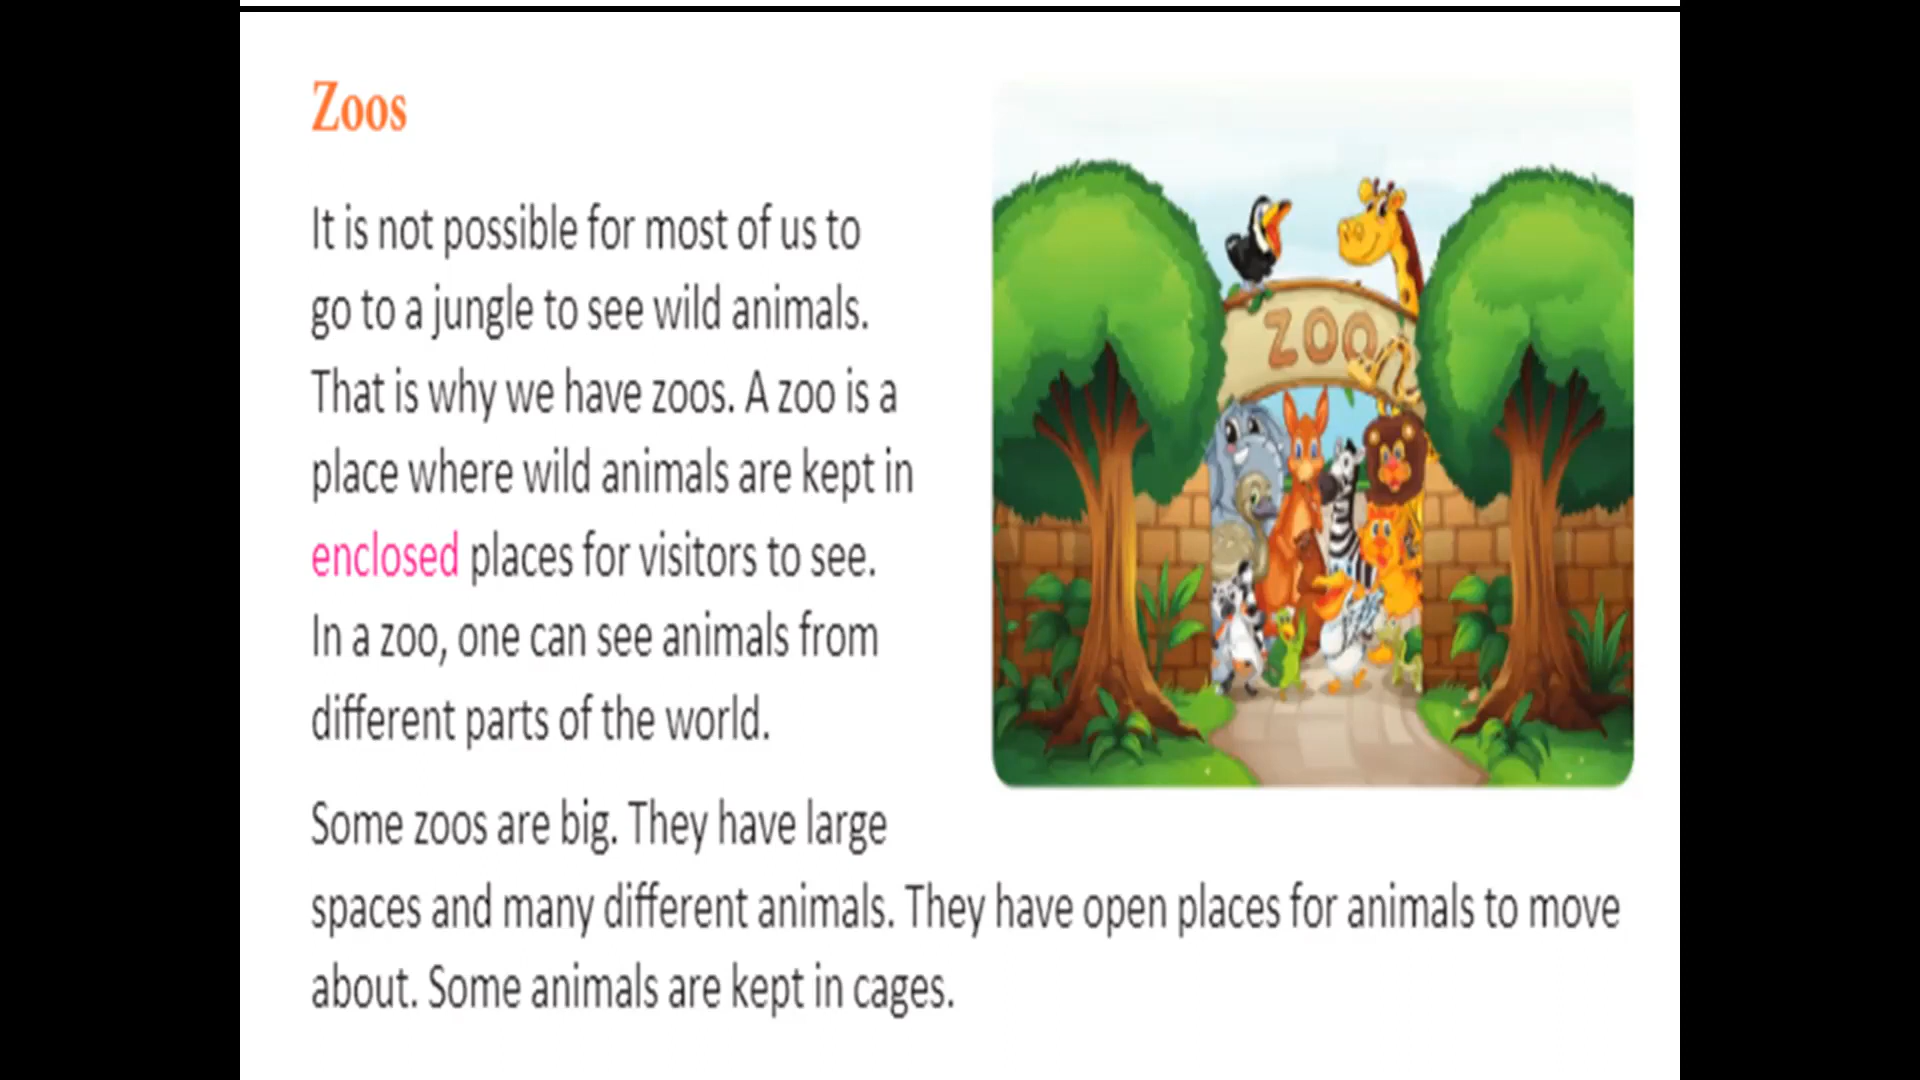 Zoos
It is not possible for most of us to
go to a jungle to see wild animals.
That is why we have zoos. A zoo is a
place where wild animals are kept in
enclosed places for visitors to see.
In a zoo, one can see animals from
different parts of the world.
Some zoos are big. They have large
spaces and many different animals. They have open places for animals to move
about. Some animals are kept in cages.
ZOO